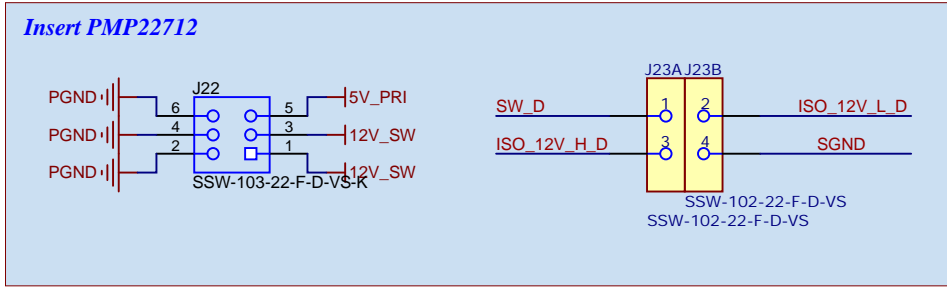 Insert PMP22712
J22
PGND 6 5 5V_PRI
PGND 4 3 12V_SW
PGND 2 1 12V_SW
SSW-103-22-F-D-VS-K
J23A J23B
SW_D 1 2 ISO_12V_L_D
ISO_12V_H_D 3 4 SGND
SSW-102-22-F-D-VS
SSW-102-22-F-D-VS